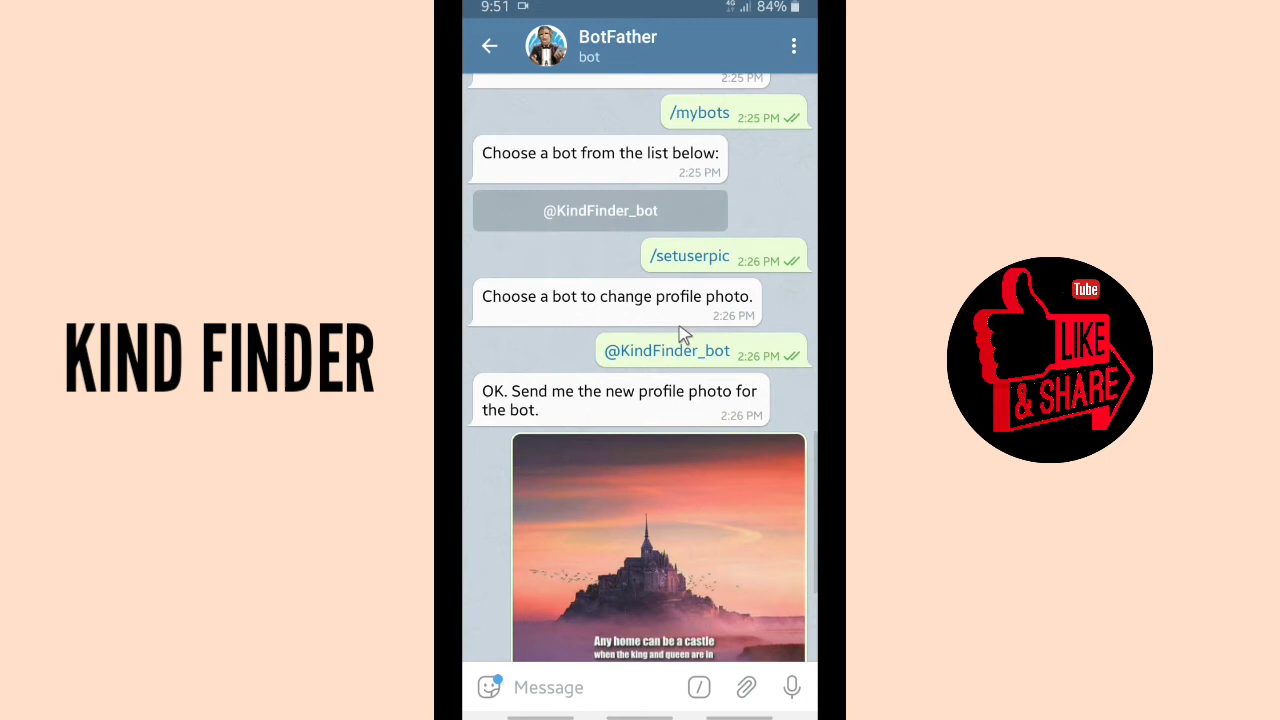 9:51
4G
84%
BotFather
bot
2:25 PM
/mybots
2:25 PM
Choose a bot from the list below:
2:25 PM
@KindFinder_bot
/setuserpic
2:26 PM
Choose a bot to change profile photo.
2:26 PM
@KindFinder_bot
2:26 PM
OK. Send me the new profile photo for
the bot.
2:26 PM
Any home can be a castle
when the king and queen are in
Message
KIND FINDER
Tube
LIKE
& SHARE